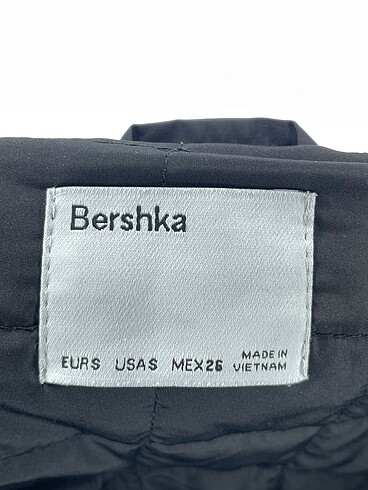 Bershka
EUR S USA S MEX 26 MADE IN
VIETNAM